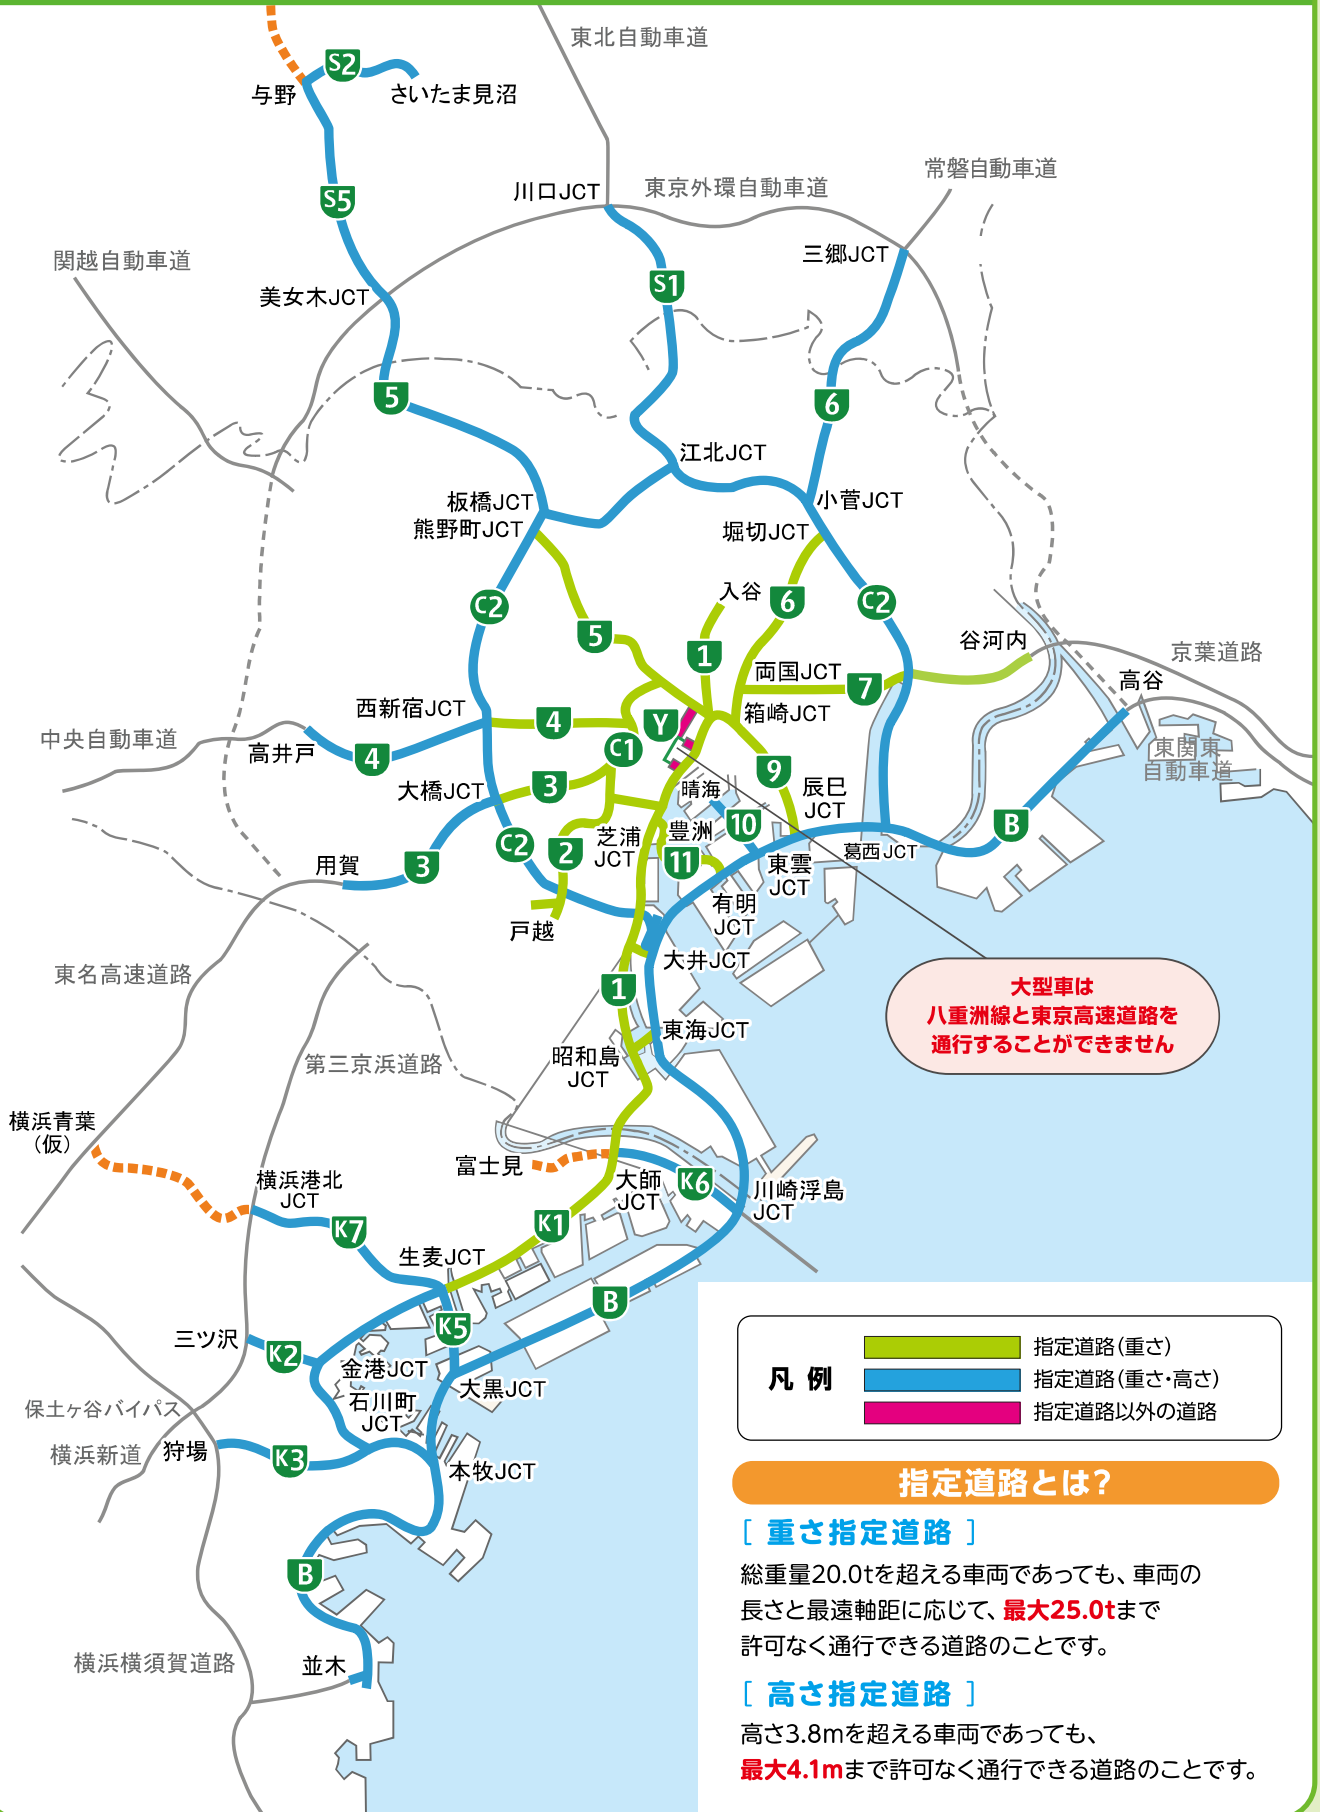 東北自動車道
S2
与野
さいたま見沼
常磐自動車道
川口JCT
東京外環自動車道
S5
三郷JCT
関越自動車道
美女木JCT
S1
5
6
江北JCT
板橋JCT
熊野町JCT
小菅JCT
堀切JCT
入谷
6
C2
C2
5
1
谷河内
京葉道路
両国JCT
7
高谷
西新宿JCT
4
Y
箱崎JCT
中央自動車道
高井戸
4
C1
東関東
自動車道
9
大橋JCT
3
晴海
辰巳
JCT
10
B
豊洲
芝浦
JCT
C2
2
11
葛西JCT
用賀
3
東雲
JCT
有明
JCT
戸越
大井JCT
東名高速道路
1
大型車は
八重洲線と東京高速道路を
通行することができません
東海JCT
昭和島
JCT
第三京浜道路
横浜青葉
(仮)
富士見
大師
JCT
K6
川崎浮島
JCT
横浜港北
JCT
K7
K1
生麦JCT
B
K5
三ツ沢
K2
金港JCT
大黒JCT
石川町
JCT
保土ヶ谷バイパス
横浜新道
狩場
K3
本牧JCT
B
横浜横須賀道路
並木
凡 例
指定道路(重さ)
指定道路(重さ・高さ)
指定道路以外の道路
指定道路とは?
[ 重さ指定道路 ]
総重量20.0tを超える車両であっても、車両の
長さと最遠軸距に応じて、最大25.0tまで
許可なく通行できる道路のことです。
[ 高さ指定道路 ]
高さ3.8mを超える車両であっても、
最大4.1mまで許可なく通行できる道路のことです。